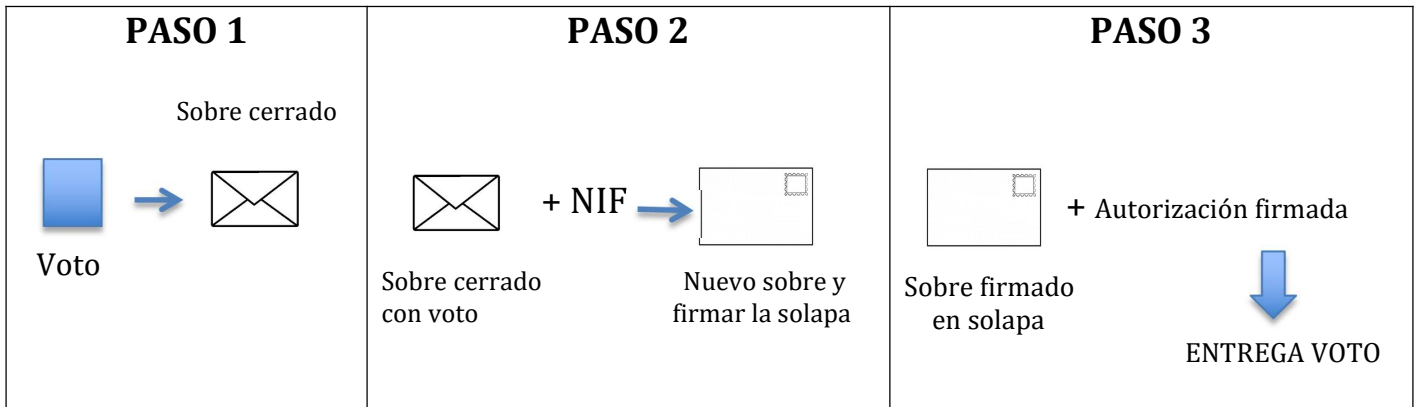 PASO 1
Sobre cerrado
Voto
PASO 2
+ NIF
Sobre cerrado
con voto
Nuevo sobre y
firmar la solapa
PASO 3
+ Autorización firmada
Sobre firmado
en solapa
ENTREGA VOTO